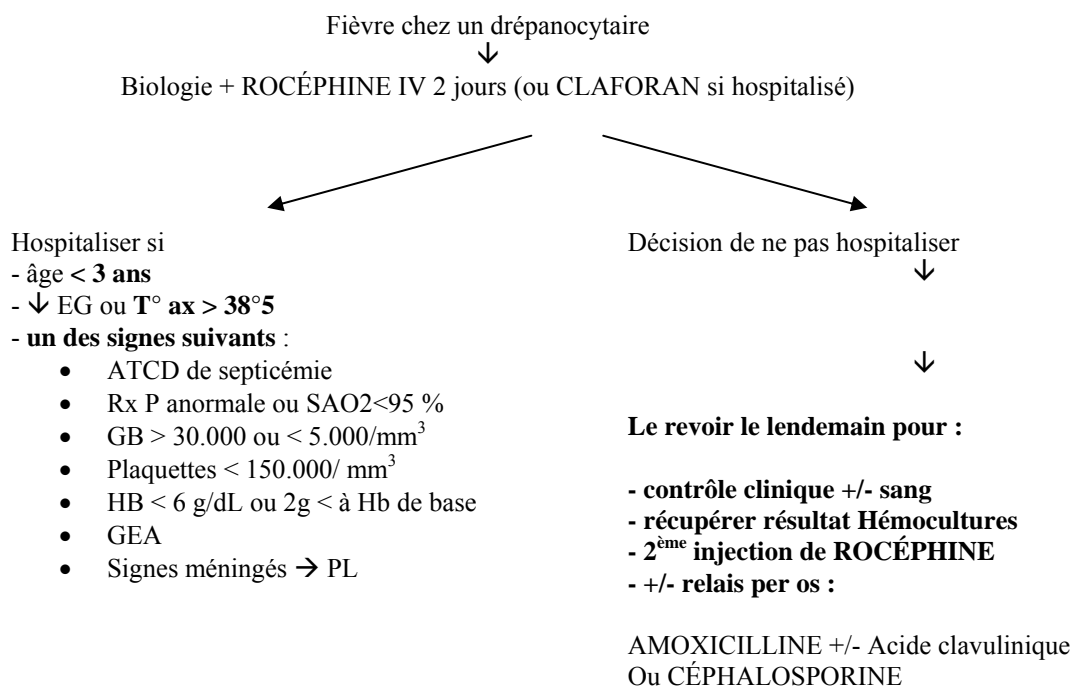 Fièvre chez un drépanocytaire
↓
Biologie + ROCÉPHINE IV 2 jours (ou CLAFORAN si hospitalisé)
Hospitaliser si
- âge < 3 ans
- ↓ EG ou T° ax > 38°5
- un des signes suivants :
• ATCD de septicémie
• Rx P anormale ou SAO2<95 %
• GB > 30.000 ou < 5.000/mm³
• Plaquettes < 150.000/ mm³
• HB < 6 g/dL ou 2g < à Hb de base
• GEA
• Signes méningés → PL
Décision de ne pas hospitaliser
↓
↓
Le revoir le lendemain pour :
- contrôle clinique +/- sang
- récupérer résultat Hémocultures
- 2ème injection de ROCÉPHINE
- +/- relais per os :
AMOXICILLINE +/- Acide clavulinique
Ou CÉPHALOSPORINE